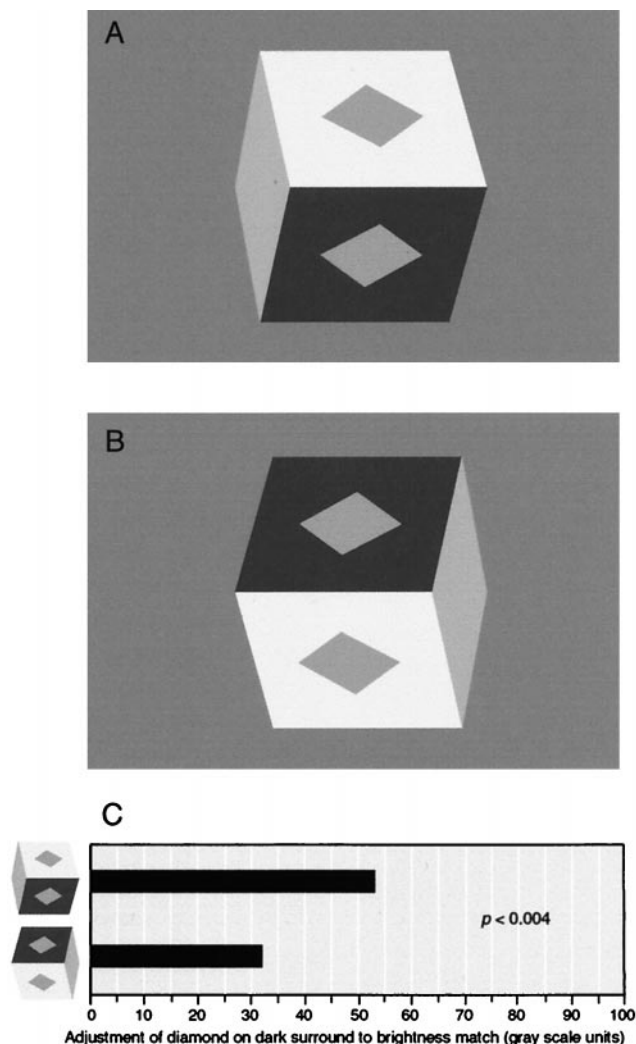 A
B
C
p < 0.004
0 10 20 30 40 50 60 70 80 90 100
Adjustment of diamond on dark surround to brightness match (gray scale units)